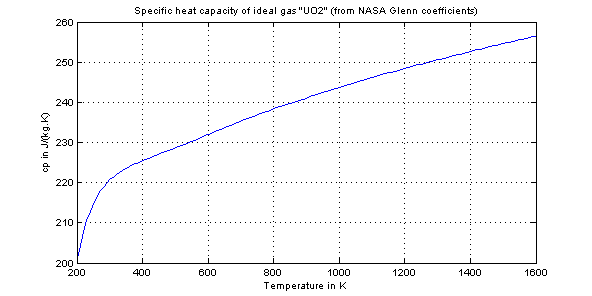 Specific heat capacity of ideal gas "UO2" (from NASA Glenn coefficients)
260
250
240
230
220
210
200
cp in J/(kg.K)
200 400 600 800 1000 1200 1400 1600
Temperature in K